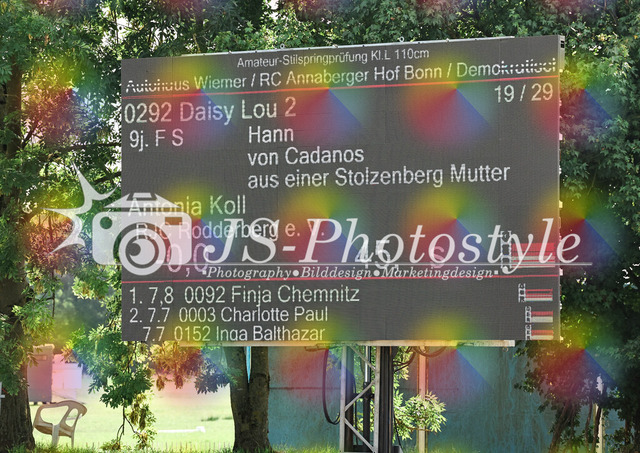 Amateur-Stilspringprüfung Kl.L 110cm
Autohaus Wiemer / RC Annaberger Hof Bonn /
0292 Daisy Lou 2
19 / 29
9j. F S
Hann
von Cadanos
aus einer Stolzenberg Mutter
Antonia Koll
Rodderberg e.
45
JS-Photostyle
Photography•Bilddesign•Marketingdesign•
1. 7,8 0092 Finja Chemnitz
2. 7.7 0003 Charlotte Paul
7.7 0152 Inga Balthazar